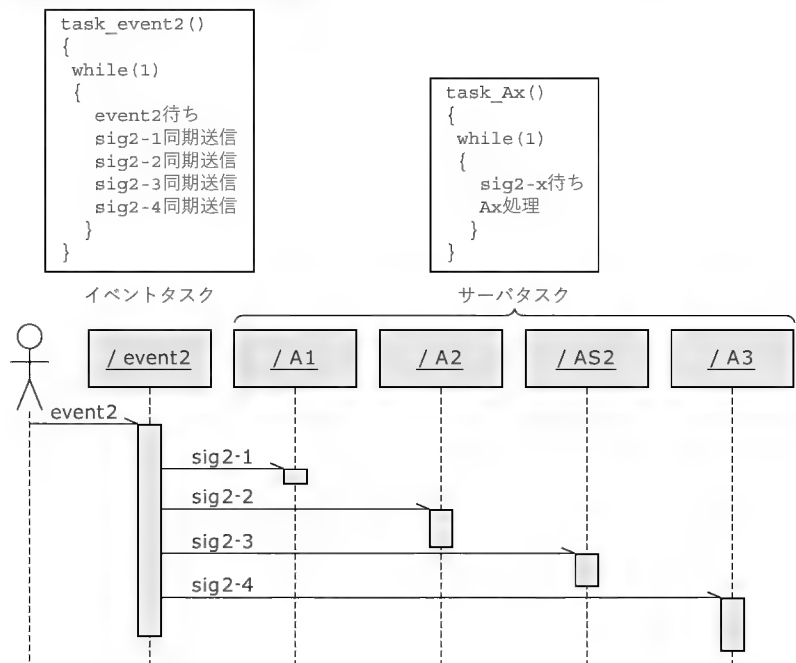 task_event2()
{
while(1)
{
event2待ち
sig2-1同期送信
sig2-2同期送信
sig2-3同期送信
sig2-4同期送信
}
}
イベントタスク
task_Ax()
{
while(1)
{
sig2-x待ち
Ax処理
}
}
サーバタスク
/ event2
/ A1
/ A2
/ AS2
/ A3
event2
sig2-1
sig2-2
sig2-3
sig2-4